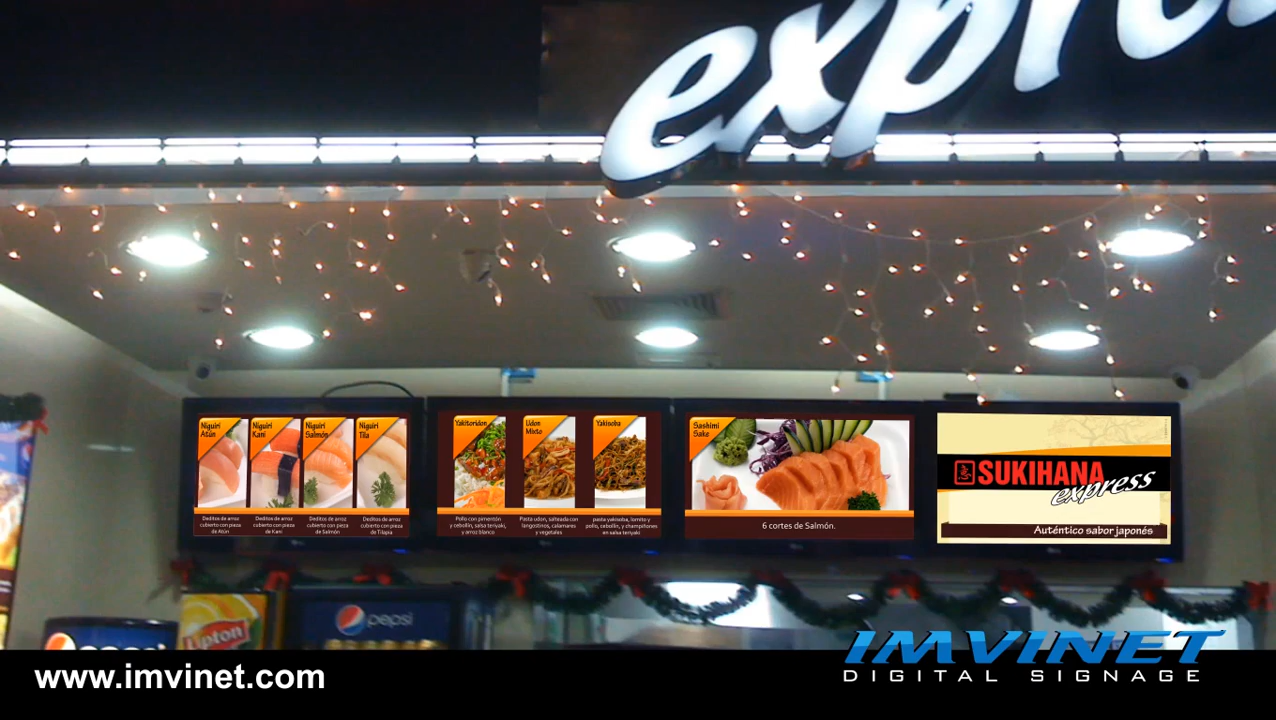 expre
Niguiri
Atún
Niguiri
Kani
Niguiri
Salmón
Niguiri
Tila
Deditos de arroz
cubierto con pieza
de Atún
Deditos de arroz
cubierto con pieza
de Kani
Deditos de arroz
cubierto con pieza
de Salmón
Deditos de arroz
cubierto con pieza
de Tilapia
Yakitoridon
Udon
Mixto
Yakisoba
Pollo con pimentón
y cebollín, salsa teriyaki,
y arroz blanco
Pasta udon, salteada con
langostinos, calamares
y vegetales
pasta yakisoba, lomito y
pollo, cebollín, y champiñones
en salsa teriyaki
Sashimi
Sake
6 cortes de Salmón.
SUKIHANA
express
Auténtico sabor japonés
Lipton
pepsi
www.imvinet.com
IMVINET
DIGITAL SIGNAGE